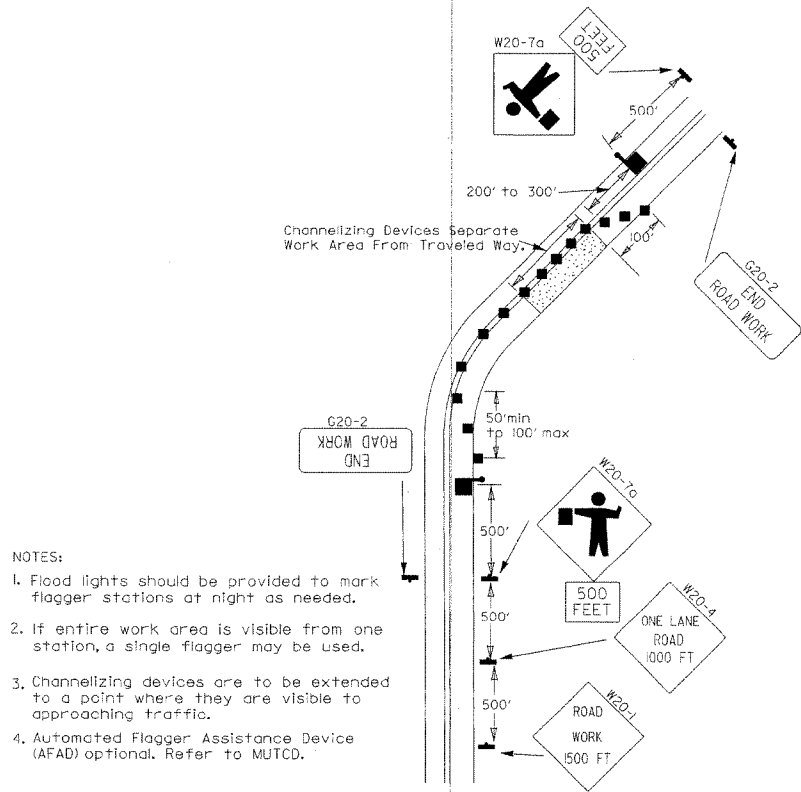 W20-7a
500
FEET
500'
200' to 300'
Channelizing Devices Separate
Work Area From Traveled Way.
100'
G20-2
END
ROAD WORK
G20-2
END
ROAD WORK
50'min
to 100' max
W20-7a
500'
500
FEET
500'
W20-4
ONE LANE
ROAD
1000 FT
500'
W20-1
ROAD
WORK
1500 FT
NOTES:
1. Flood lights should be provided to mark
flagger stations at night as needed.
2. If entire work area is visible from one
station, a single flagger may be used.
3. Channelizing devices are to be extended
to a point where they are visible to
approaching traffic.
4. Automated Flagger Assistance Device
(AFAD) optional. Refer to MUTCD.